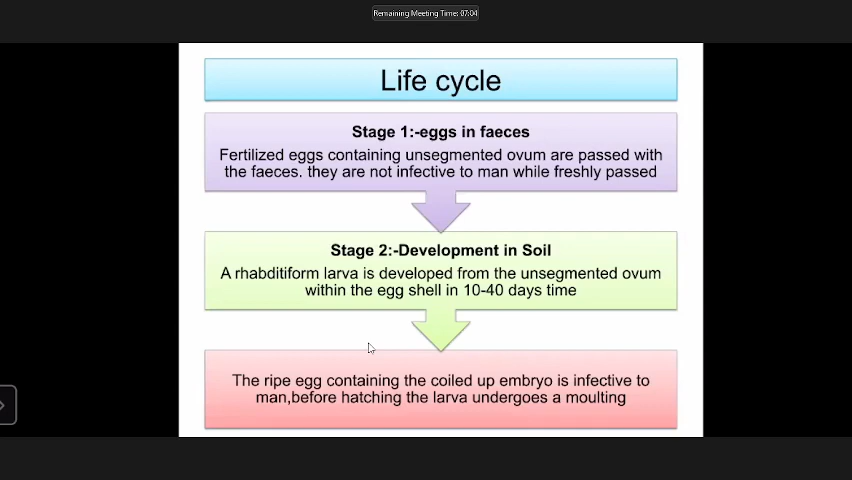 Remaining Meeting Time: 07:04
Life cycle
Stage 1:-eggs in faeces
Fertilized eggs containing unsegmented ovum are passed with
the faeces. they are not infective to man while freshly passed
Stage 2:-Development in Soil
A rhabditiform larva is developed from the unsegmented ovum
within the egg shell in 10-40 days time
The ripe egg containing the coiled up embryo is infective to
man,before hatching the larva undergoes a moulting